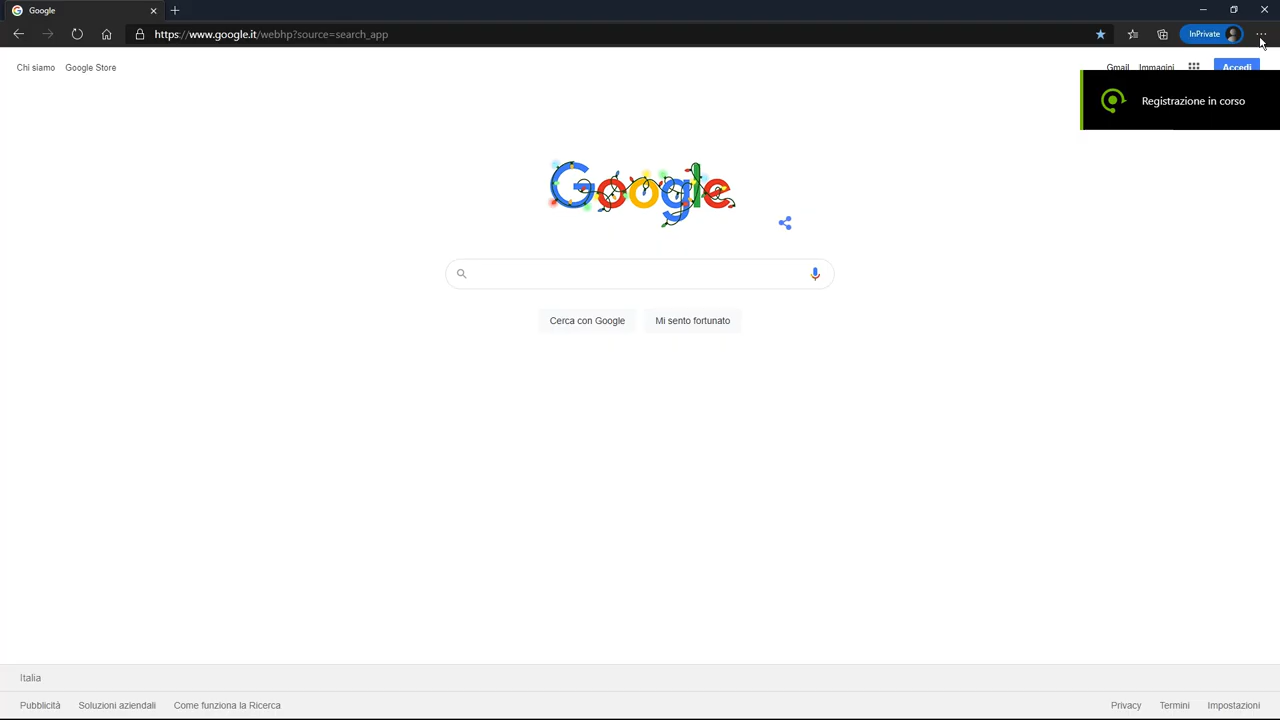 Google
https://www.google.it/webhp?source=search_app
InPrivate
Chi siamo Google Store
Gmail Immagini Accedi
Registrazione in corso
Google
Cerca con Google Mi sento fortunato
Italia
Pubblicità Soluzioni aziendali Come funziona la Ricerca
Privacy Termini Impostazioni